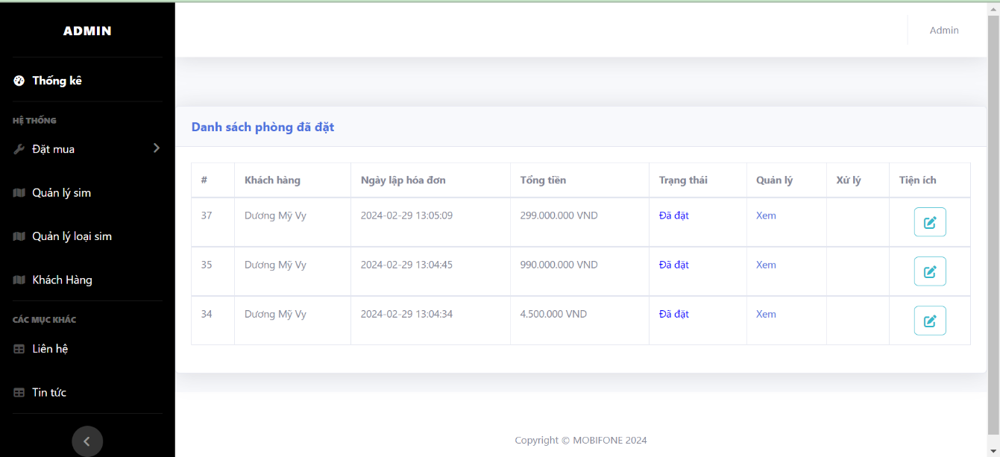 ADMIN
Admin
Thống kê
HỆ THỐNG
Đặt mua
Quản lý sim
Quản lý loại sim
Khách Hàng
CÁC MỤC KHÁC
Liên hệ
Tin tức
Danh sách phòng đã đặt
# Khách hàng Ngày lập hóa đơn Tổng tiền Trạng thái Quản lý Xử lý Tiện ích
37 Dương Mỹ Vy 2024-02-29 13:05:09 299.000.000 VND Đã đặt Xem
35 Dương Mỹ Vy 2024-02-29 13:04:45 990.000.000 VND Đã đặt Xem
34 Dương Mỹ Vy 2024-02-29 13:04:34 4.500.000 VND Đã đặt Xem
Copyright © MOBIFONE 2024